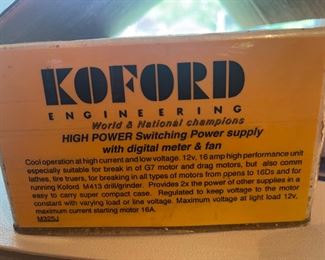 KOFORD
ENGINEERING
World & National champions
HIGH POWER Switching Power supply
with digital meter & fan
Cool operation at high current and low voltage. 12v, 16 amp high performance unit
especially suitable for break in of G7 motor and drag motors, but also comm
lathes, tire truers, for breaking in all types of motors from ppens to 16Ds and for
running Koford M413 drill/grinder. Provides 2x the power of other supplies in a
easy to carry super compact case. Regulated to keep voltage to the motor
constant with varying load or line voltage. Maximum voltage at light load 12v,
maximum current starting motor 16A.
M325J